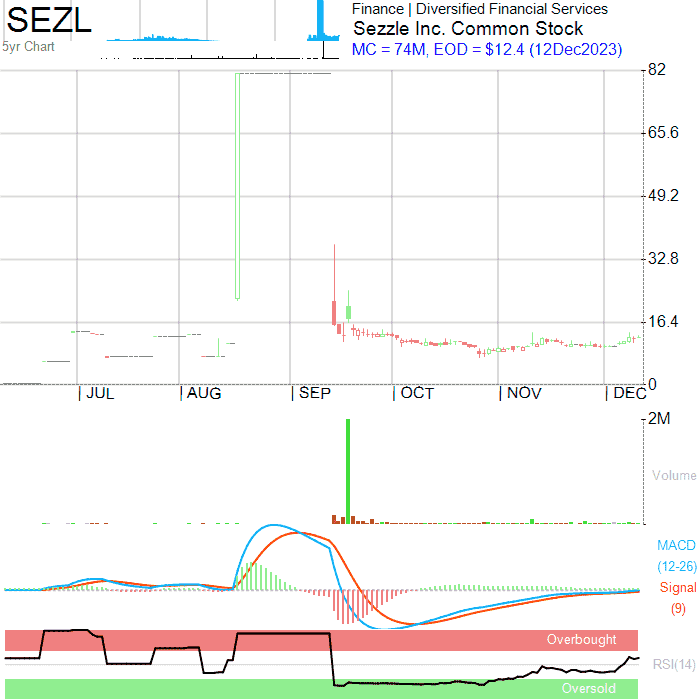 SEZL
5yr Chart
Finance | Diversified Financial Services
Sezzle Inc. Common Stock
MC = 74M, EOD = $12.4 (12Dec2023)
82
65.6
49.2
32.8
16.4
0
JUL AUG SEP OCT NOV DEC
2M
Volume
MACD
(12-26)
Signal
(9)
Overbought
RSI(14)
Oversold